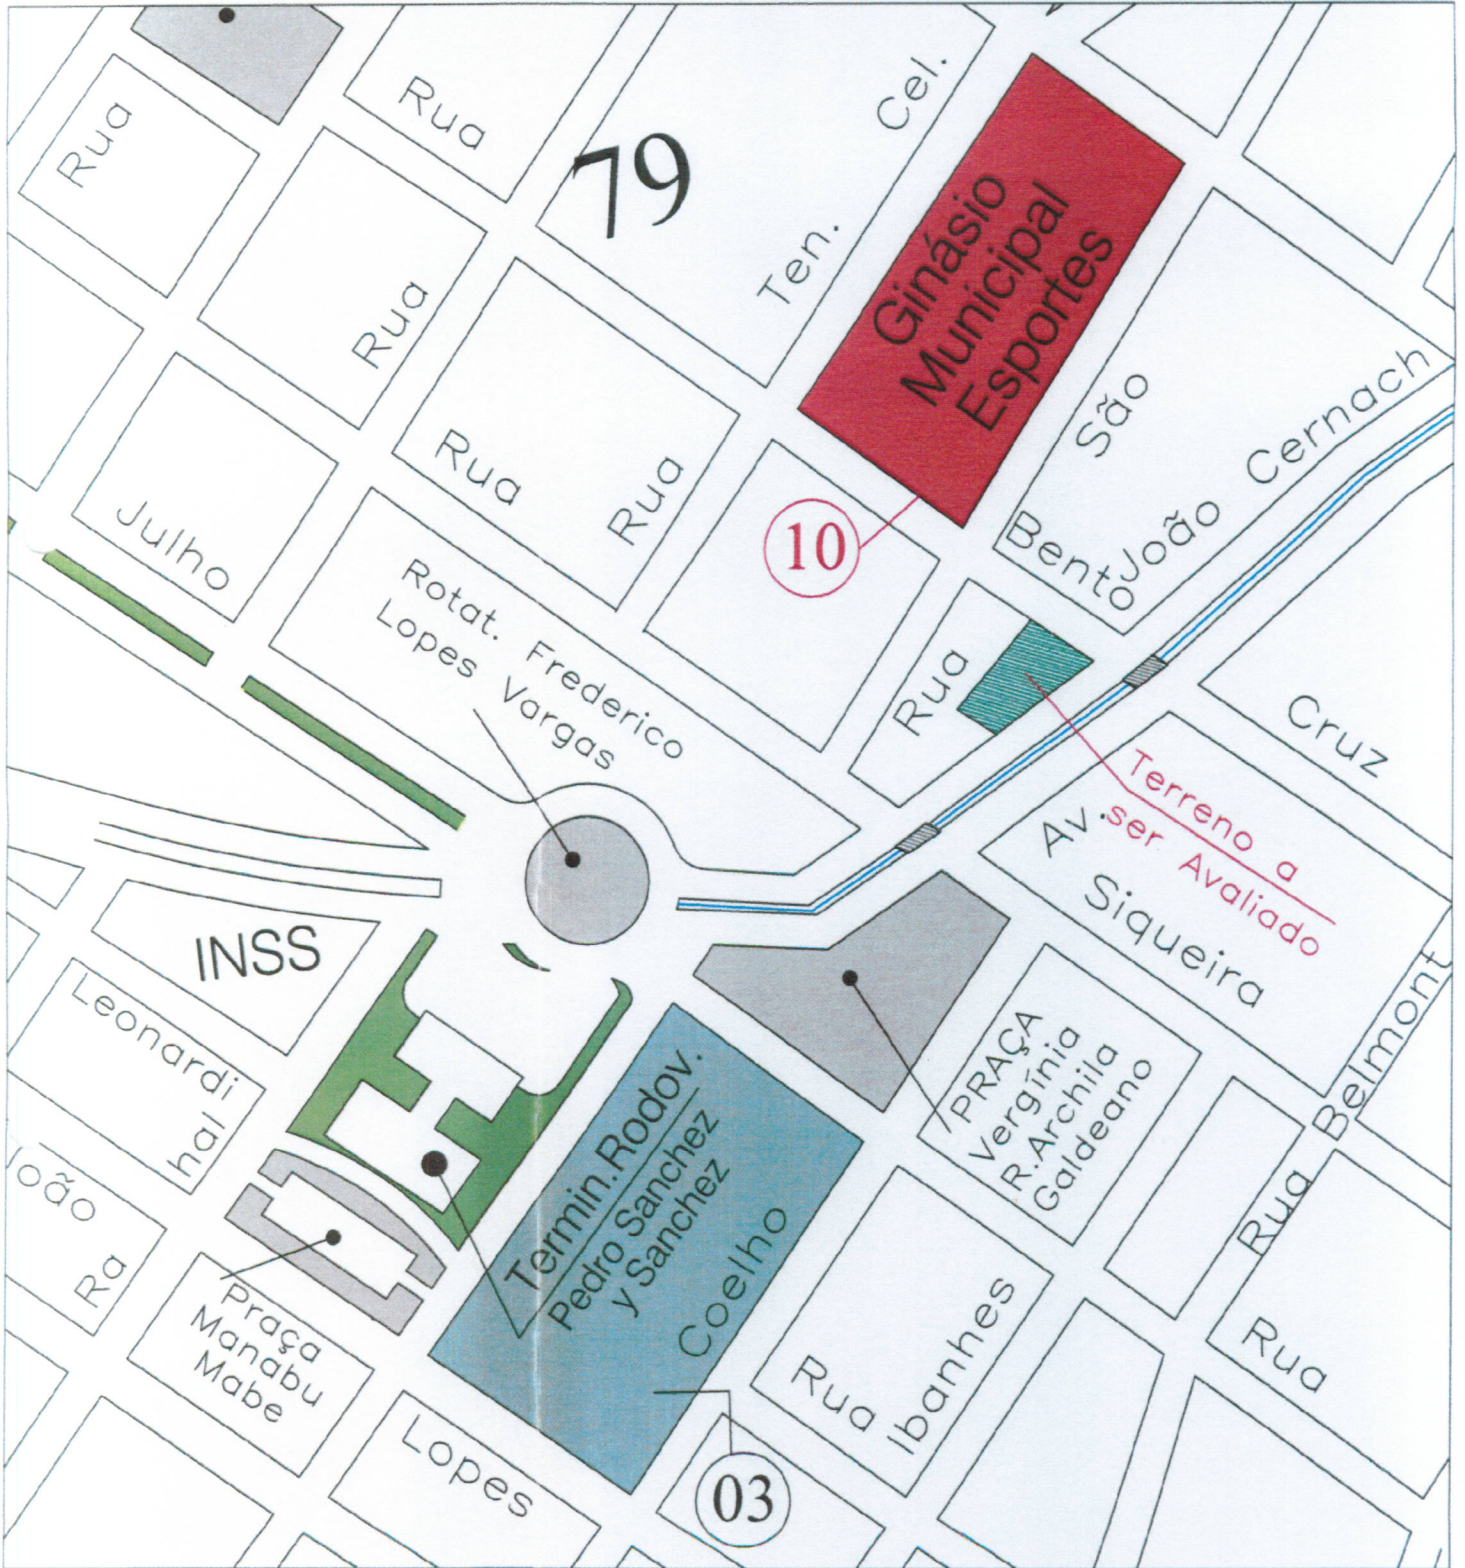 Rua
Rua
Cel.
79
Ten.
Ginásio
Municipal
Esportes
Rua
Rua
Rua
São
João Cernach
Bento
10
Julho
Rotat. Frederico
Lopes Vargas
Rua
Cruz
Terreno a
ser Avaliado
Av.
Siqueira
INSS
Leonardi
hal
PRAÇA
Vergínia
R.Archila
Galdeano
Belmont
Termin.Rodov.
Pedro Sanchez
y Sanchez
Coelho
oão
Ra
Praça
Manabu
Mabe
Rua
Rua
Rua
Ibanhes
Lopes
03